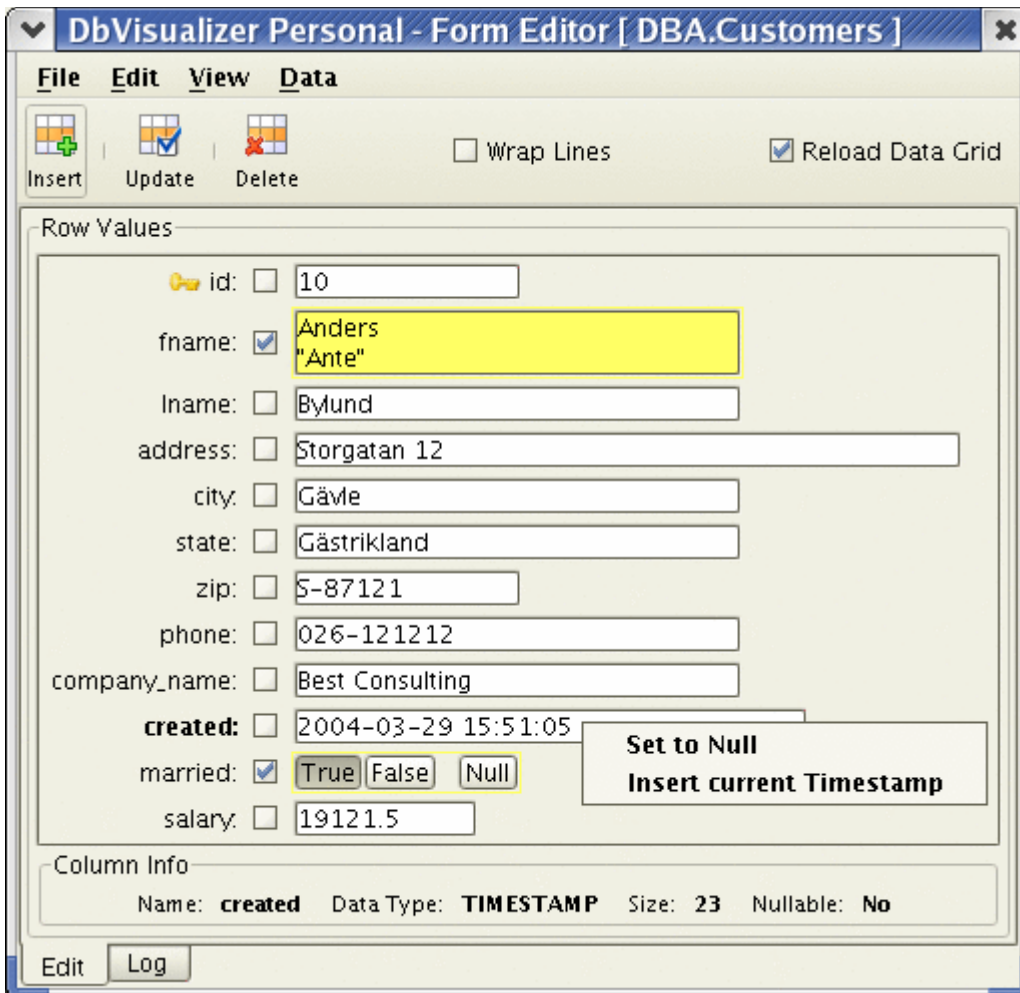 DbVisualizer Personal - Form Editor [ DBA.Customers ]
File Edit View Data
Insert Update Delete Wrap Lines Reload Data Grid
Row Values
id: 10
fname: Anders
"Ante"
lname: Bylund
address: Storgatan 12
city: Gävle
state: Gästrikland
zip: S-87121
phone: 026-121212
company_name: Best Consulting
created: 2004-03-29 15:51:05
Set to Null
married: True False Null
Insert current Timestamp
salary: 19121.5
Column Info
Name: created Data Type: TIMESTAMP Size: 23 Nullable: No
Edit Log